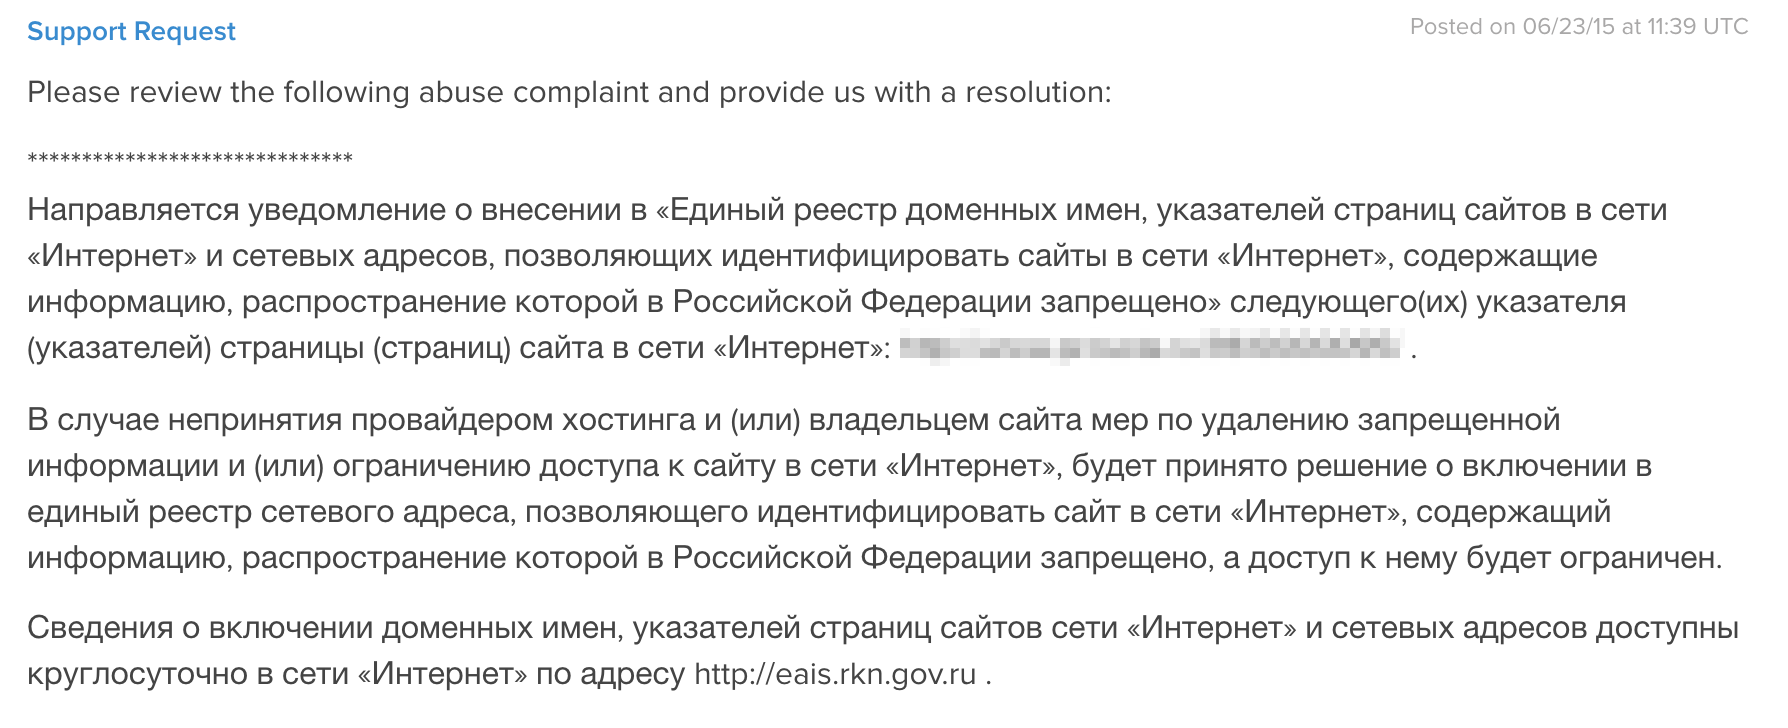 Support Request
Posted on 06/23/15 at 11:39 UTC
Please review the following abuse complaint and provide us with a resolution:
******************************
Направляется уведомление о внесении в «Единый реестр доменных имен, указателей страниц сайтов в сети
«Интернет» и сетевых адресов, позволяющих идентифицировать сайты в сети «Интернет», содержащие
информацию, распространение которой в Российской Федерации запрещено» следующего(их) указателя
(указателей) страницы (страниц) сайта в сети «Интернет»: .
В случае непринятия провайдером хостинга и (или) владельцем сайта мер по удалению запрещенной
информации и (или) ограничению доступа к сайту в сети «Интернет», будет принято решение о включении в
единый реестр сетевого адреса, позволяющего идентифицировать сайт в сети «Интернет», содержащий
информацию, распространение которой в Российской Федерации запрещено, а доступ к нему будет ограничен.
Сведения о включении доменных имен, указателей страниц сайтов сети «Интернет» и сетевых адресов доступны
круглосуточно в сети «Интернет» по адресу http://eais.rkn.gov.ru .